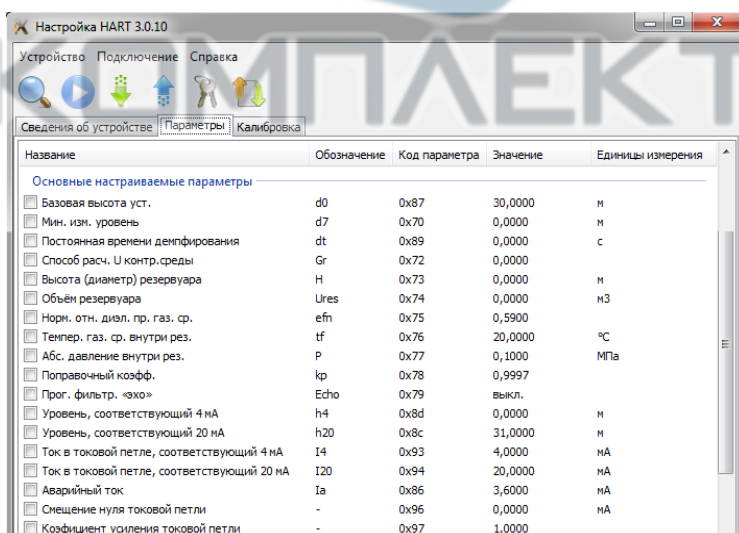 КОМПЛЕКТ
Настройка HART 3.0.10
Устройство Подключение Справка
Сведения об устройстве Параметры Калибровка
Название Обозначение Код параметра Значение Единицы измерения
Основные настраиваемые параметры
Базовая высота уст. d0 0x87 30,0000 м
Мин. изм. уровень d7 0x70 0,0000 м
Постоянная времени демпфирования dt 0x89 0,0000 с
Способ расч. U контр.среды Gr 0x72 0,0000
Высота (диаметр) резервуара H 0x73 0,0000 м
Объём резервуара Ures 0x74 0,0000 м3
Норм. отн. диэл. пр. газ. ср. efn 0x75 0,5900
Темпер. газ. ср. внутри рез. tf 0x76 20,0000 °C
Абс. давление внутри рез. P 0x77 0,1000 МПа
Поправочный коэфф. kp 0x78 0,9997
Прог. фильтр. «эхо» Echo 0x79 выкл.
Уровень, соответствующий 4 мА h4 0x8d 0,0000 м
Уровень, соответствующий 20 мА h20 0x8c 31,0000 м
Ток в токовой петле, соответствующий 4 мА I4 0x93 4,0000 мА
Ток в токовой петле, соответствующий 20 мА I20 0x94 20,0000 мА
Аварийный ток Ia 0x86 3,6000 мА
Смещение нуля токовой петли - 0x96 0,0000 мА
Коэфициент усиления токовой петли - 0x97 1,0000